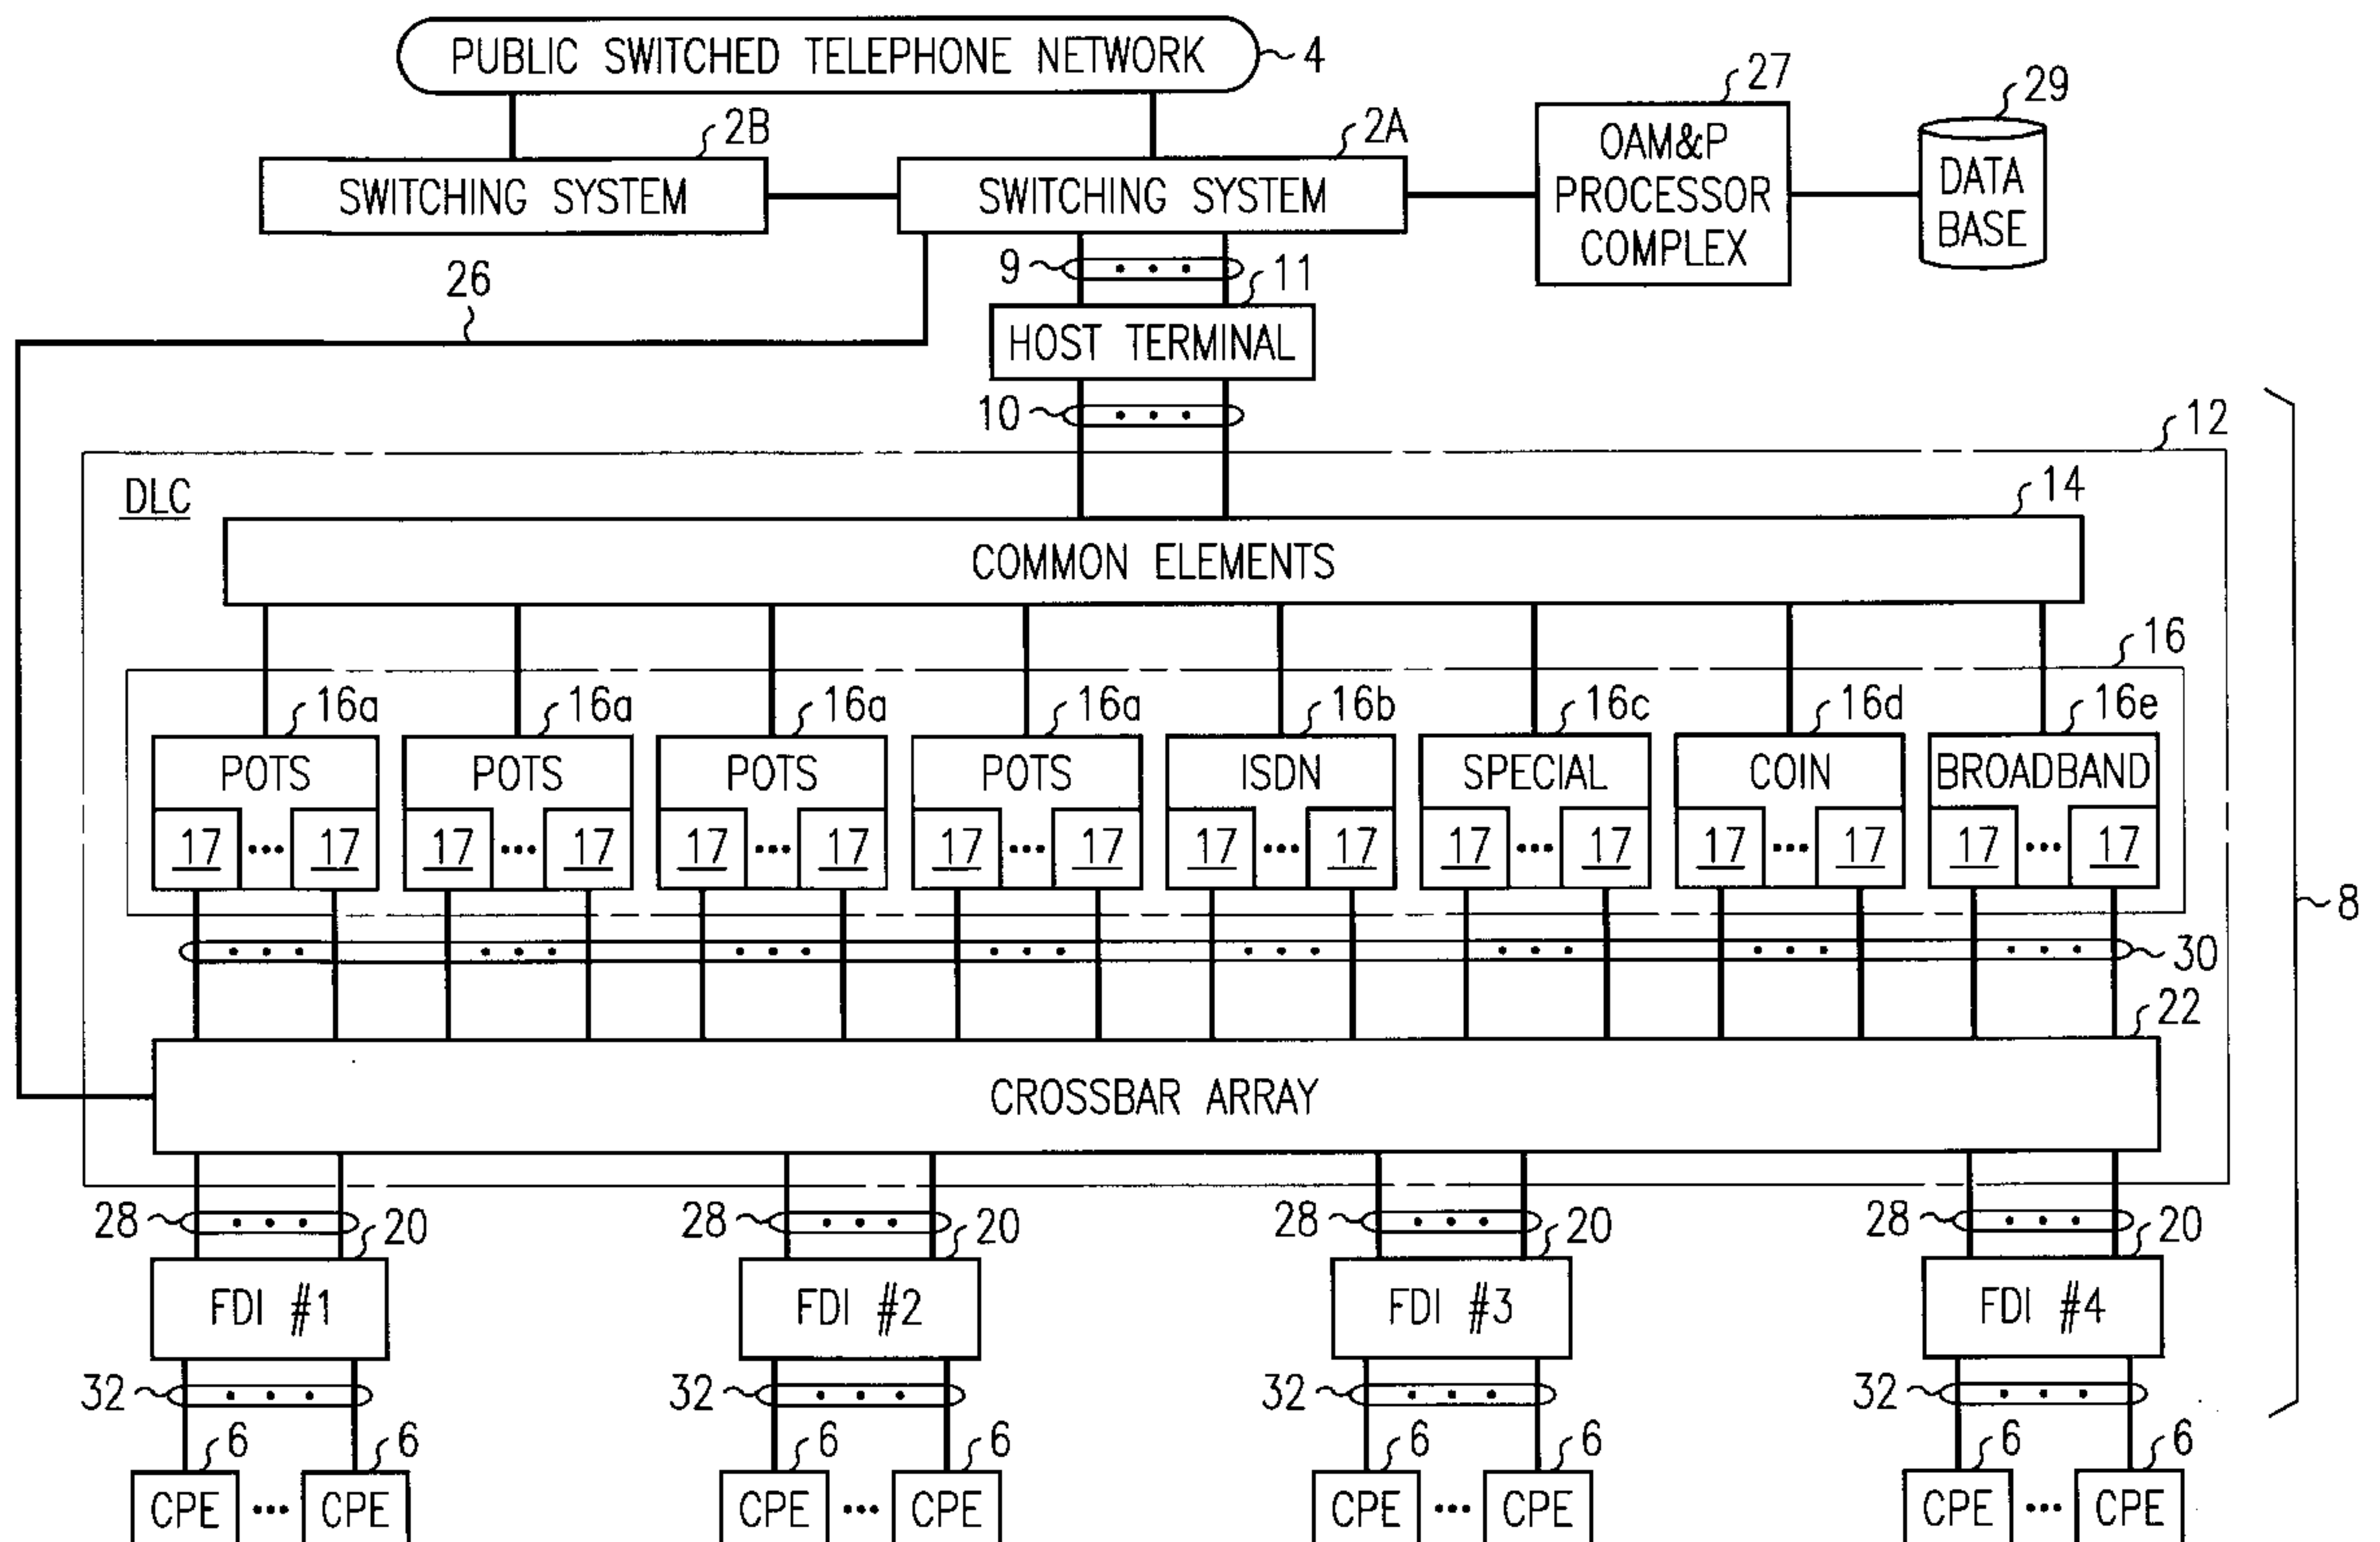 PUBLIC SWITCHED TELEPHONE NETWORK 4
27
29
2B
2A
SWITCHING SYSTEM
SWITCHING SYSTEM
OAM&P
PROCESSOR
COMPLEX
DATA
BASE
9
11
26
HOST TERMINAL
10
12
DLC
14
COMMON ELEMENTS
16
16a 16a 16a 16a 16b 16c 16d 16e
POTS POTS POTS POTS ISDN SPECIAL COIN BROADBAND
17 ••• 17 17 ••• 17 17 ••• 17 17 ••• 17 17 ••• 17 17 ••• 17 17 ••• 17 17 ••• 17
8
30
22
CROSSBAR ARRAY
28 20 28 20 28 20 28 20
FDI #1 FDI #2 FDI #3 FDI #4
32 32 32 32
6 6 6 6 6 6 6 6
CPE ••• CPE CPE ••• CPE CPE ••• CPE CPE ••• CPE